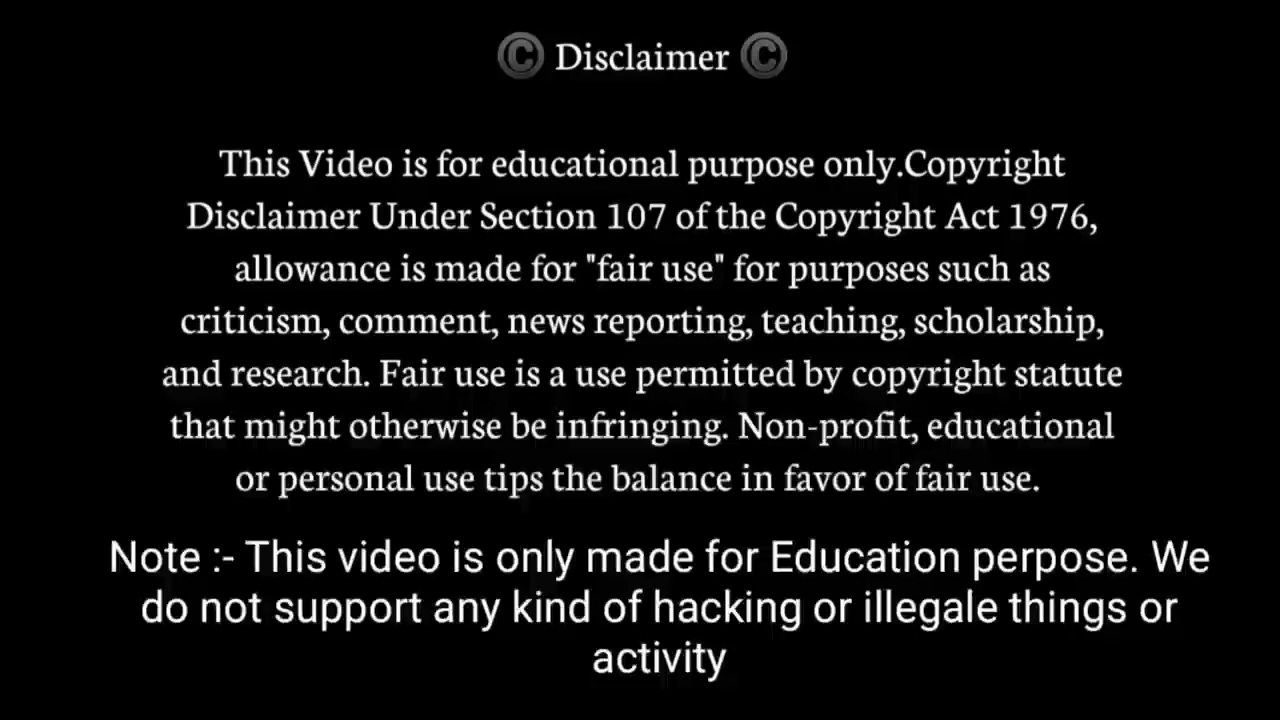 © Disclaimer ©
This Video is for educational purpose only.Copyright
Disclaimer Under Section 107 of the Copyright Act 1976,
allowance is made for "fair use" for purposes such as
criticism, comment, news reporting, teaching, scholarship,
and research. Fair use is a use permitted by copyright statute
that might otherwise be infringing. Non-profit, educational
or personal use tips the balance in favor of fair use.
Note :- This video is only made for Education perpose. We
do not support any kind of hacking or illegale things or
activity